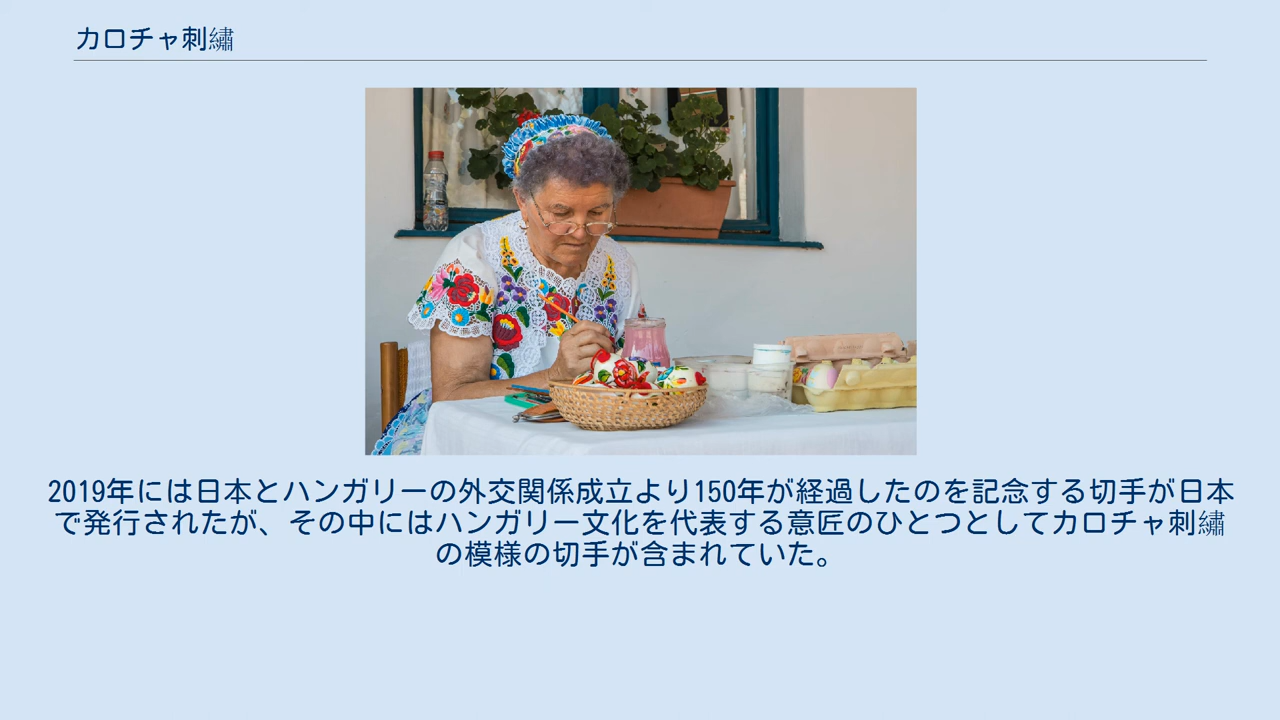 カロチャ刺繍
2019年には日本とハンガリーの外交関係成立より150年が経過したのを記念する切手が日本
で発行されたが、その中にはハンガリー文化を代表する意匠のひとつとしてカロチャ刺繍
の模様の切手が含まれていた。